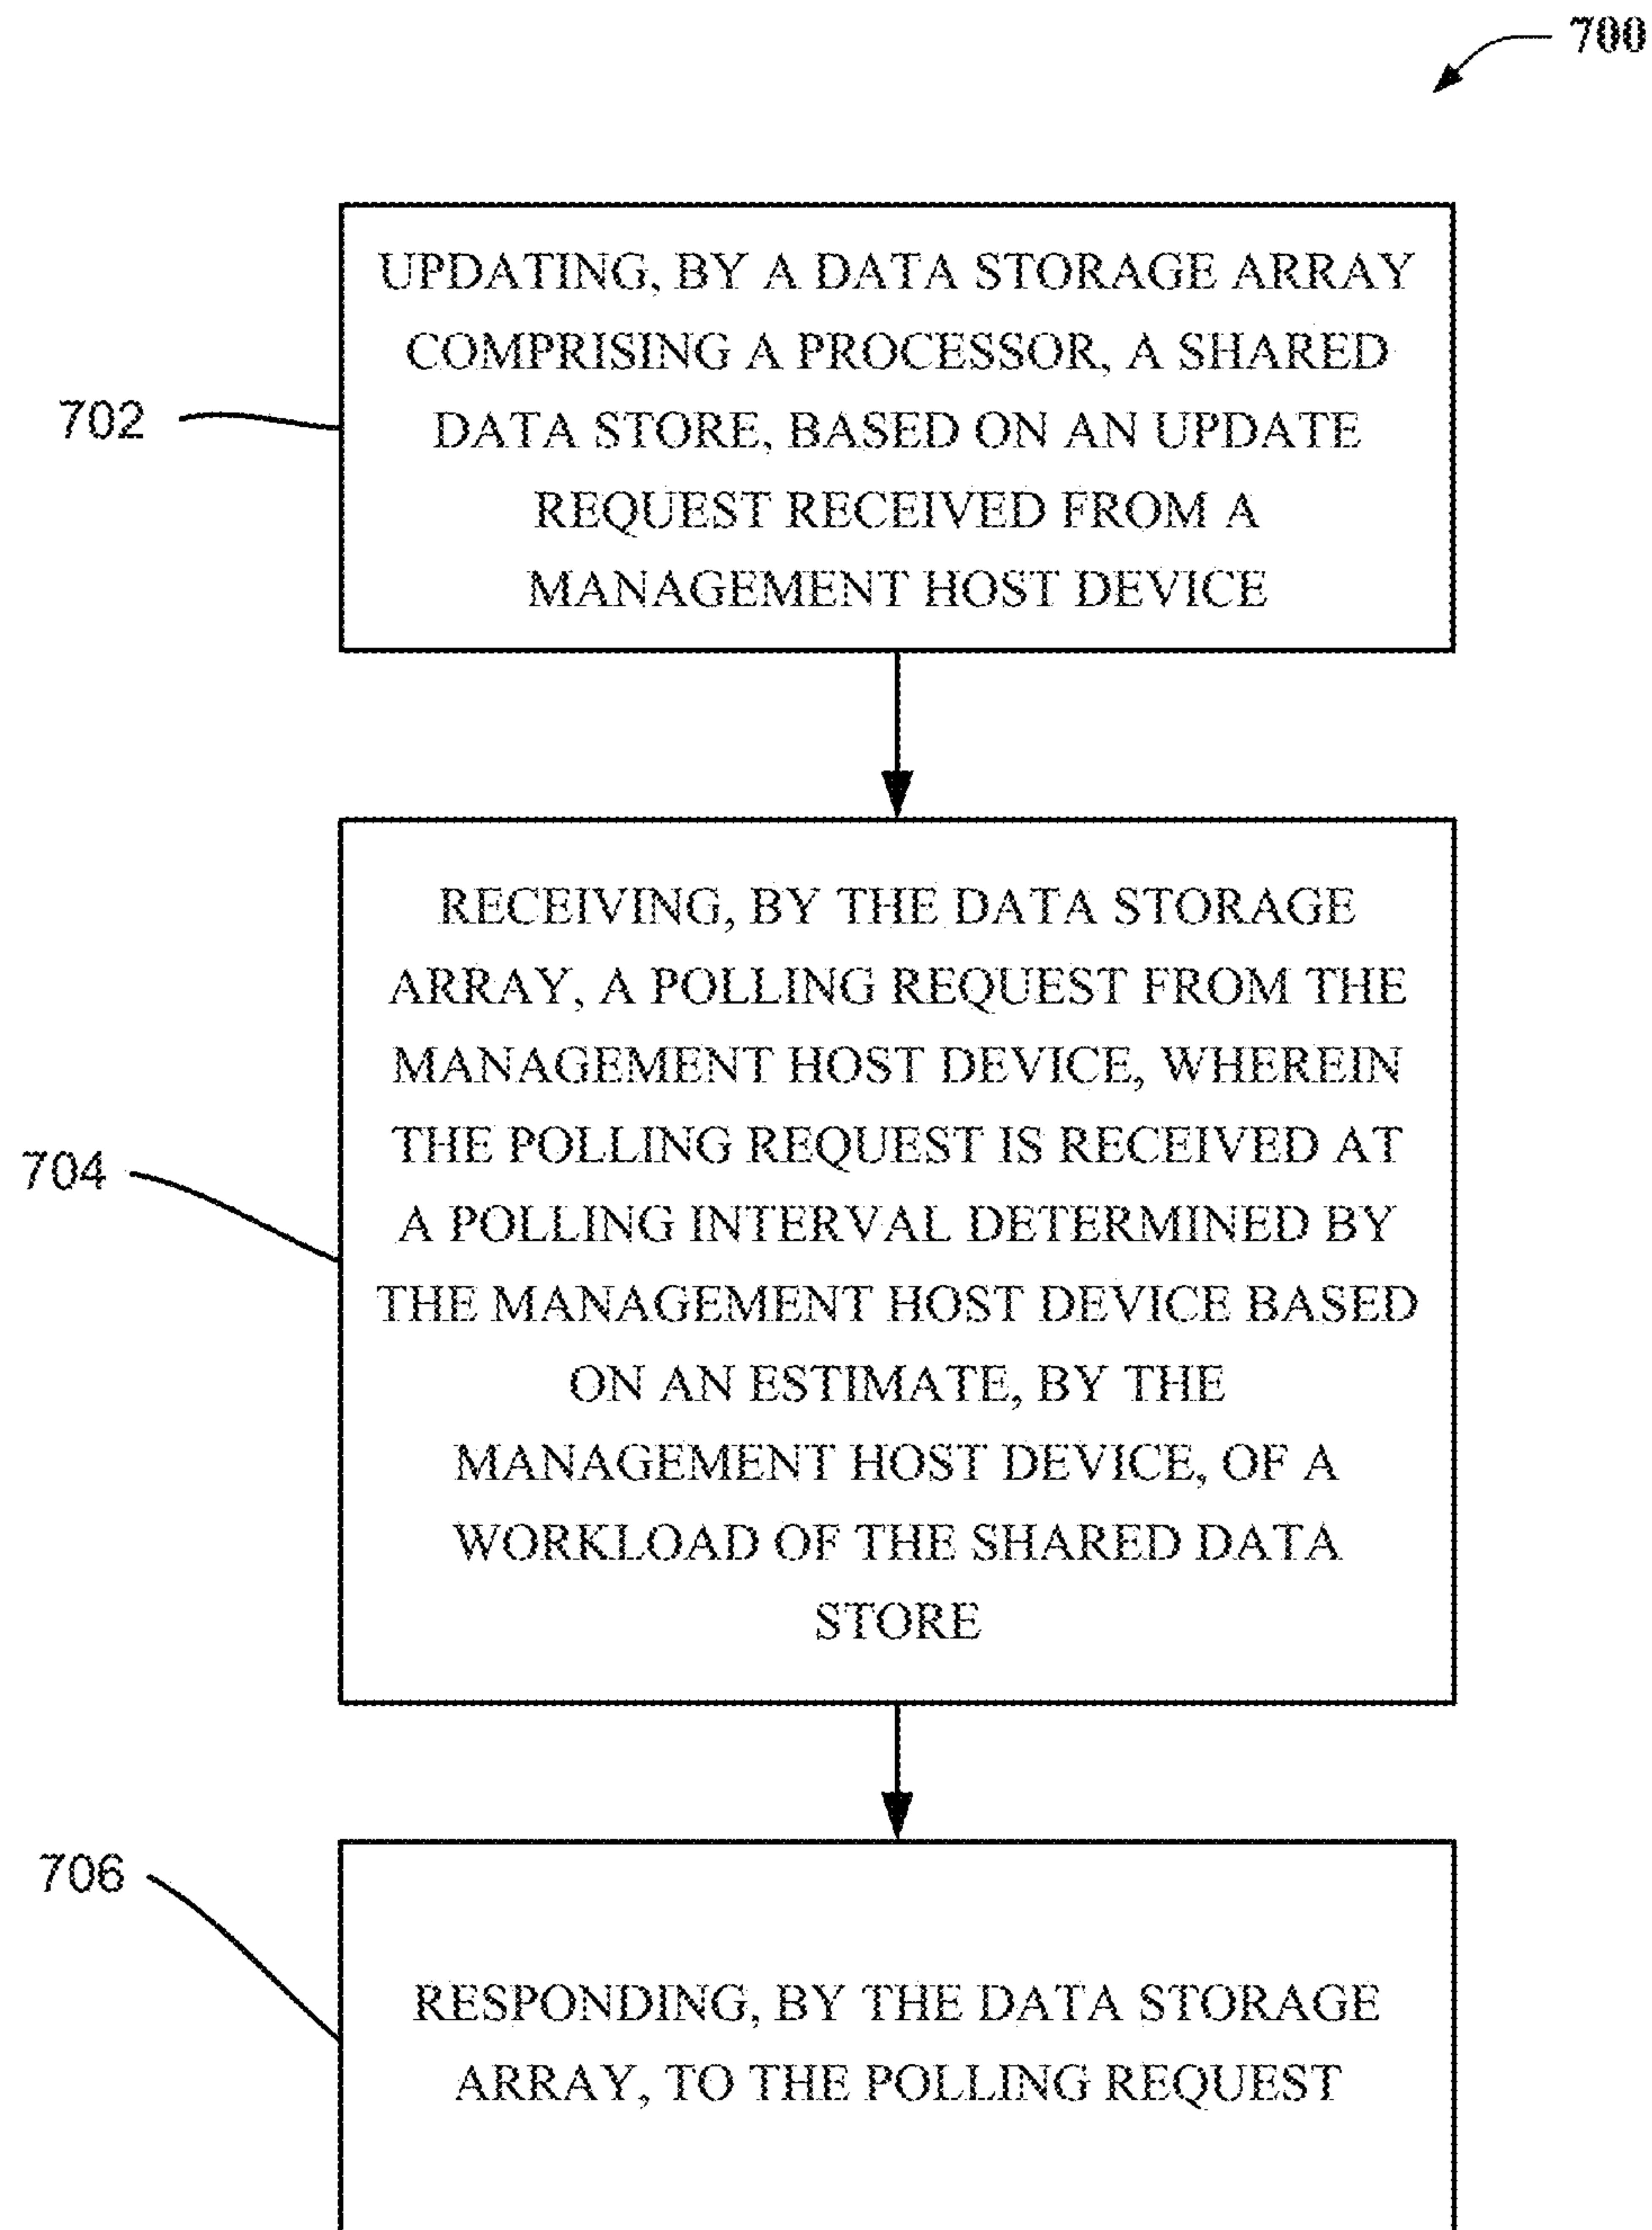 700
UPDATING, BY A DATA STORAGE ARRAY
COMPRISING A PROCESSOR, A SHARED
DATA STORE, BASED ON AN UPDATE
REQUEST RECEIVED FROM A
MANAGEMENT HOST DEVICE
702
RECEIVING, BY THE DATA STORAGE
ARRAY, A POLLING REQUEST FROM THE
MANAGEMENT HOST DEVICE, WHEREIN
THE POLLING REQUEST IS RECEIVED AT
A POLLING INTERVAL DETERMINED BY
THE MANAGEMENT HOST DEVICE BASED
ON AN ESTIMATE, BY THE
MANAGEMENT HOST DEVICE, OF A
WORKLOAD OF THE SHARED DATA
STORE
704
706
RESPONDING, BY THE DATA STORAGE
ARRAY, TO THE POLLING REQUEST